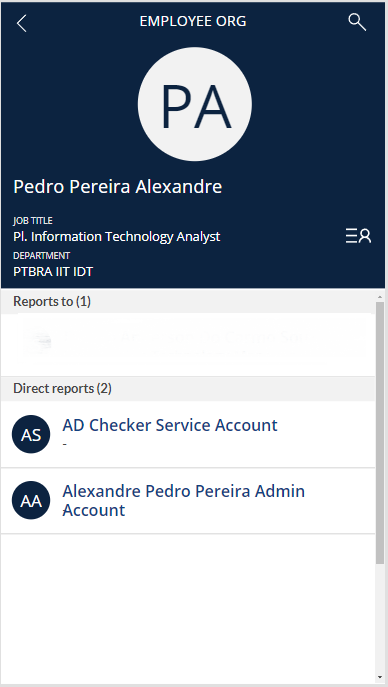 EMPLOYEE ORG
PA
Pedro Pereira Alexandre
JOB TITLE
Pl. Information Technology Analyst
DEPARTMENT
PTBRA IIT IDT
Reports to (1)
Direct reports (2)
AS
AD Checker Service Account
-
AA
Alexandre Pedro Pereira Admin
Account